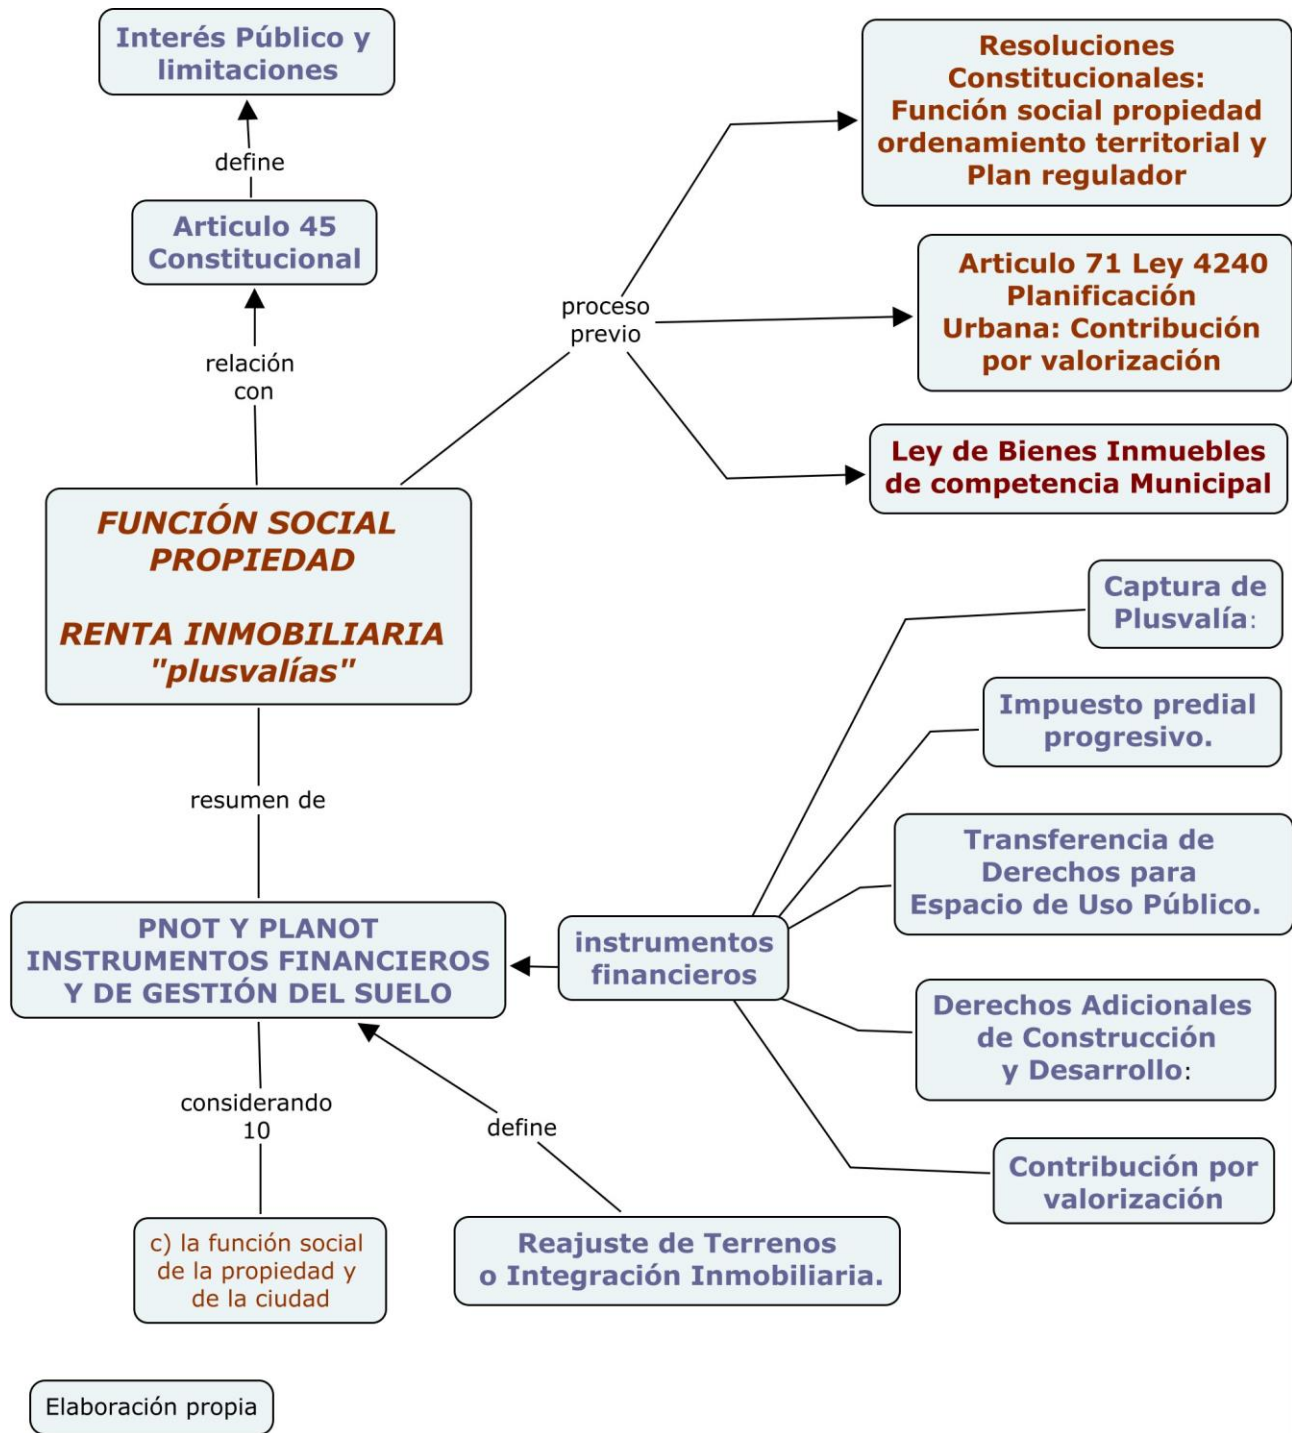 Interés Público y
limitaciones
define
Articulo 45
Constitucional
relación
con
Resoluciones
Constitucionales:
Función social propiedad
ordenamiento territorial y
Plan regulador
proceso
previo
Articulo 71 Ley 4240
Planificación
Urbana: Contribución
por valorización
Ley de Bienes Inmuebles
de competencia Municipal
FUNCIÓN SOCIAL
PROPIEDAD
RENTA INMOBILIARIA
"plusvalías"
resumen de
PNOT Y PLANOT
INSTRUMENTOS FINANCIEROS
Y DE GESTIÓN DEL SUELO
instrumentos
financieros
Captura de
Plusvalía:
Impuesto predial
progresivo.
Transferencia de
Derechos para
Espacio de Uso Público.
Derechos Adicionales
de Construcción
y Desarrollo:
Contribución por
valorización
considerando
10
define
c) la función social
de la propiedad y
de la ciudad
Reajuste de Terrenos
o Integración Inmobiliaria.
Elaboración propia